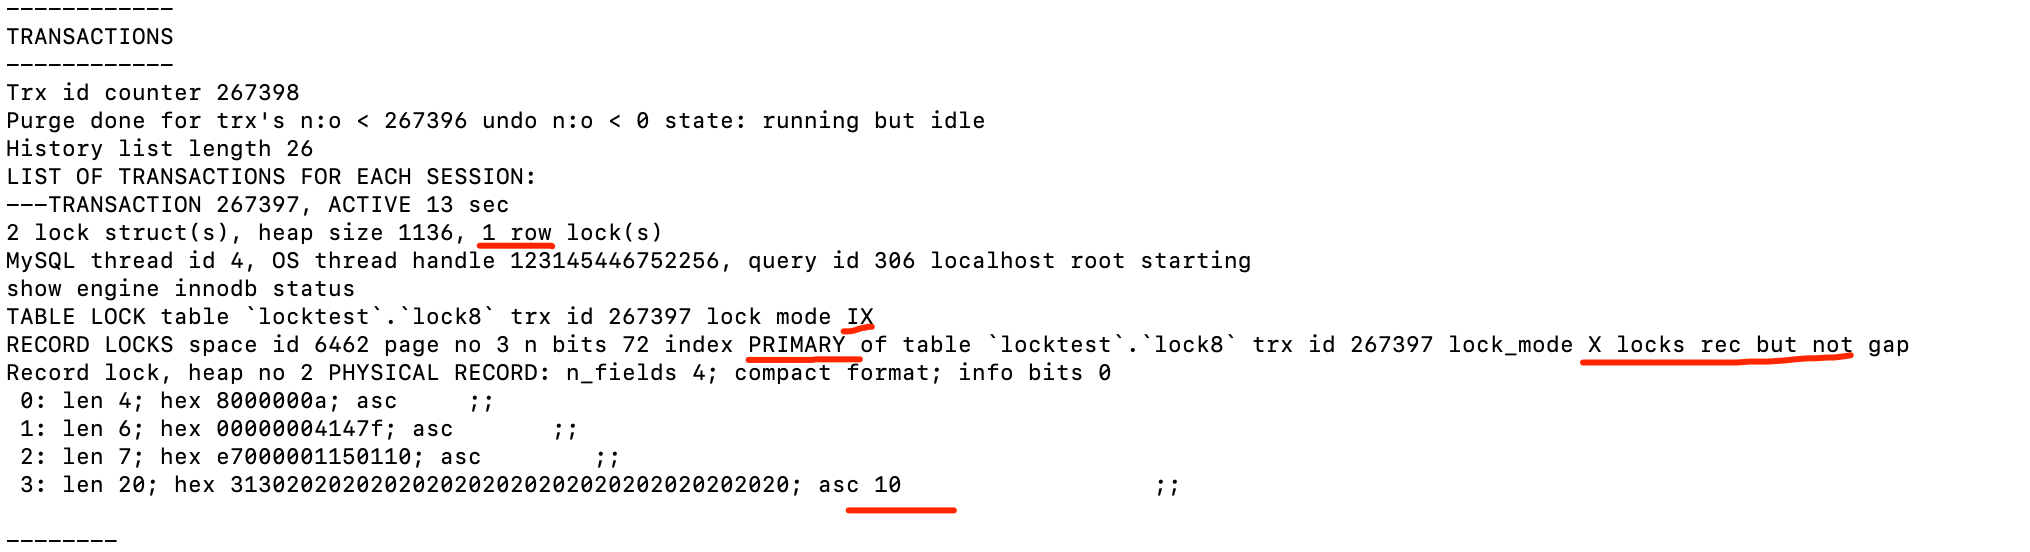 ------------
TRANSACTIONS
------------
Trx id counter 267398
Purge done for trx's n:o < 267396 undo n:o < 0 state: running but idle
History list length 26
LIST OF TRANSACTIONS FOR EACH SESSION:
---TRANSACTION 267397, ACTIVE 13 sec
2 lock struct(s), heap size 1136, 1 row lock(s)
MySQL thread id 4, OS thread handle 123145446752256, query id 306 localhost root starting
show engine innodb status
TABLE LOCK table `locktest`.`lock8` trx id 267397 lock mode IX
RECORD LOCKS space id 6462 page no 3 n bits 72 index PRIMARY of table `locktest`.`lock8` trx id 267397 lock_mode X locks rec but not gap
Record lock, heap no 2 PHYSICAL RECORD: n_fields 4; compact format; info bits 0
 0: len 4; hex 8000000a; asc     ;;
 1: len 6; hex 00000004147f; asc       ;;
 2: len 7; hex e7000001150110; asc        ;;
 3: len 20; hex 3130202020202020202020202020202020202020; asc 10                  ;;
--------